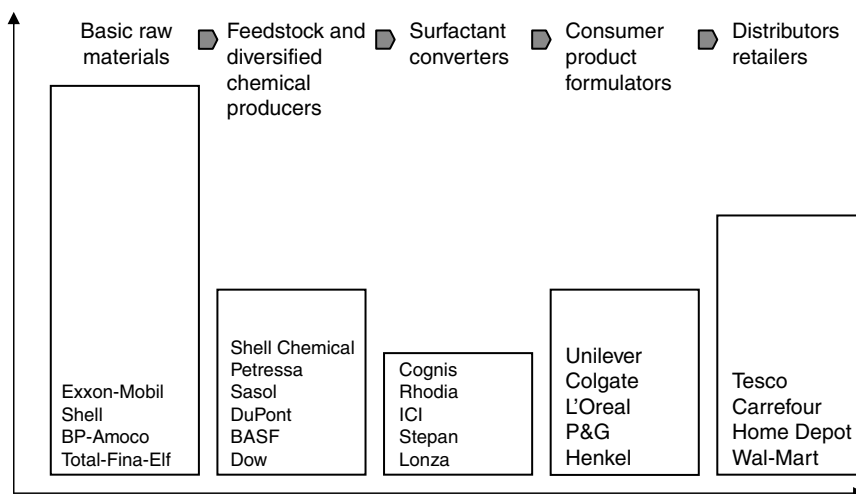 Basic raw
materials
Feedstock and
diversified
chemical
producers
Surfactant
converters
Consumer
product
formulators
Distributors
retailers
Exxon-Mobil
Shell
BP-Amoco
Total-Fina-Elf
Shell Chemical
Petressa
Sasol
DuPont
BASF
Dow
Cognis
Rhodia
ICI
Stepan
Lonza
Unilever
Colgate
L'Oreal
P&G
Henkel
Tesco
Carrefour
Home Depot
Wal-Mart